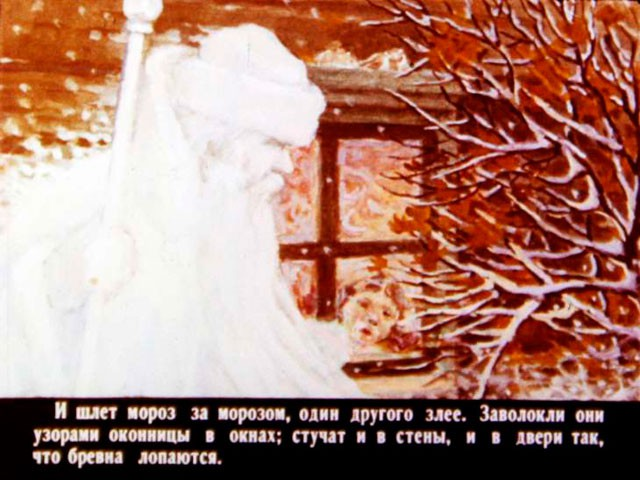 И шлет мороз за морозом, один другого злее. Заволокли они
узорами оконницы в окнах; стучат и в стены, и в двери так,
что бревна лопаются.